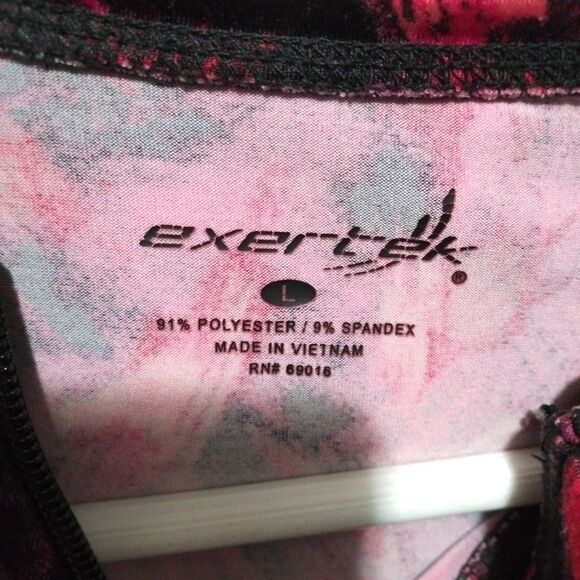 exertek®
L
91% POLYESTER / 9% SPANDEX
MADE IN VIETNAM
RN# 69016